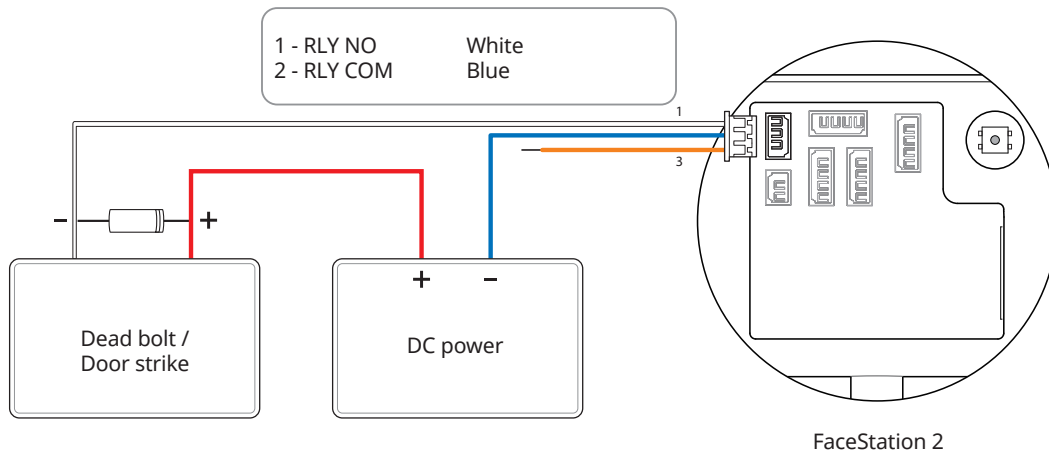 1 - RLY NO White
2 - RLY COM Blue
1
3
- +
+ -
Dead bolt /
Door strike
DC power
FaceStation 2